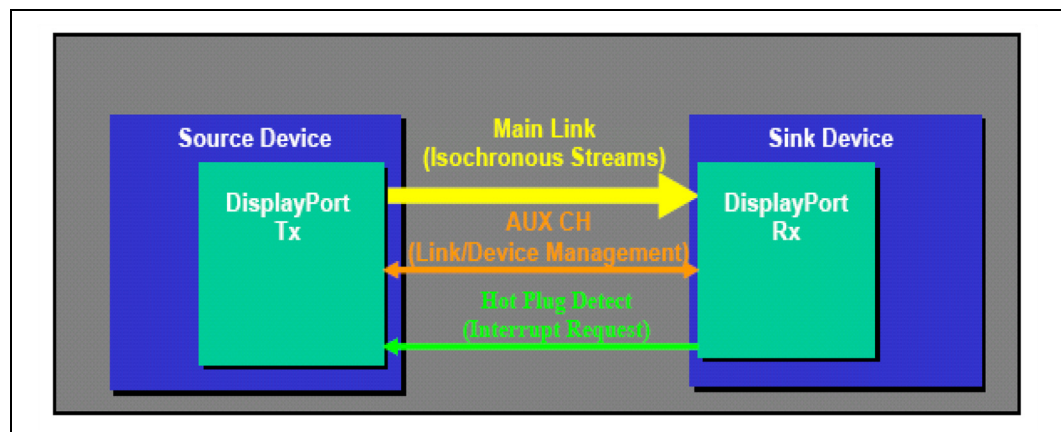 Source Device
DisplayPort
Tx
Main Link
(Isochronous Streams)
AUX CH
(Link/Device Management)
Hot Plug Detect
(Interrupt Request)
Sink Device
DisplayPort
Rx